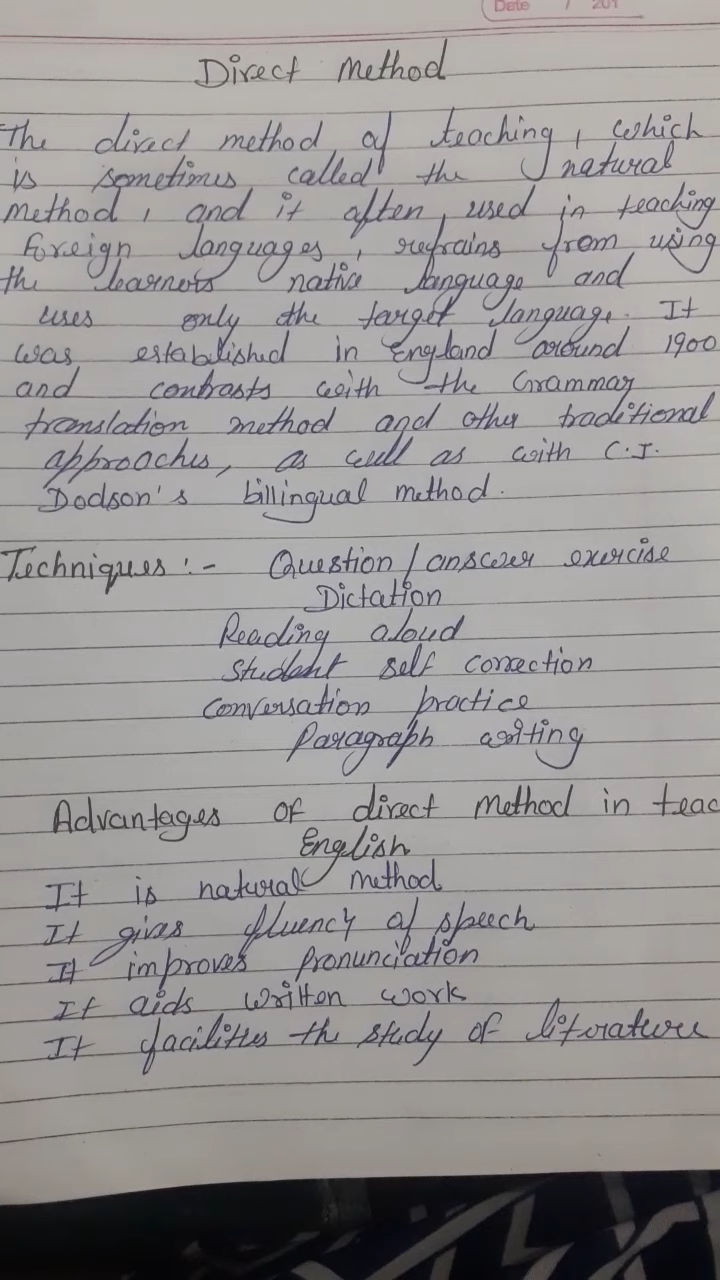 Date / 201
Direct Method
The direct method of teaching, which
is sometimes called the natural
method, and it often, used in teaching
foreign languages, refrains from using
the learners native language and
uses only the target language. It
was established in England around 1900
and contrasts with the Grammar
translation method and other traditional
approaches, as well as with C.J.
Dodson's billingual method.
Techniques :- Question / answer exercise
Dictation
Reading aloud
Student self correction
Conversation practice
Paragraph writing
Advantages of direct method in teac
English
It is natural method
It gives fluency of speech
It improves pronunciation
It aids written work
It facilities the study of literature